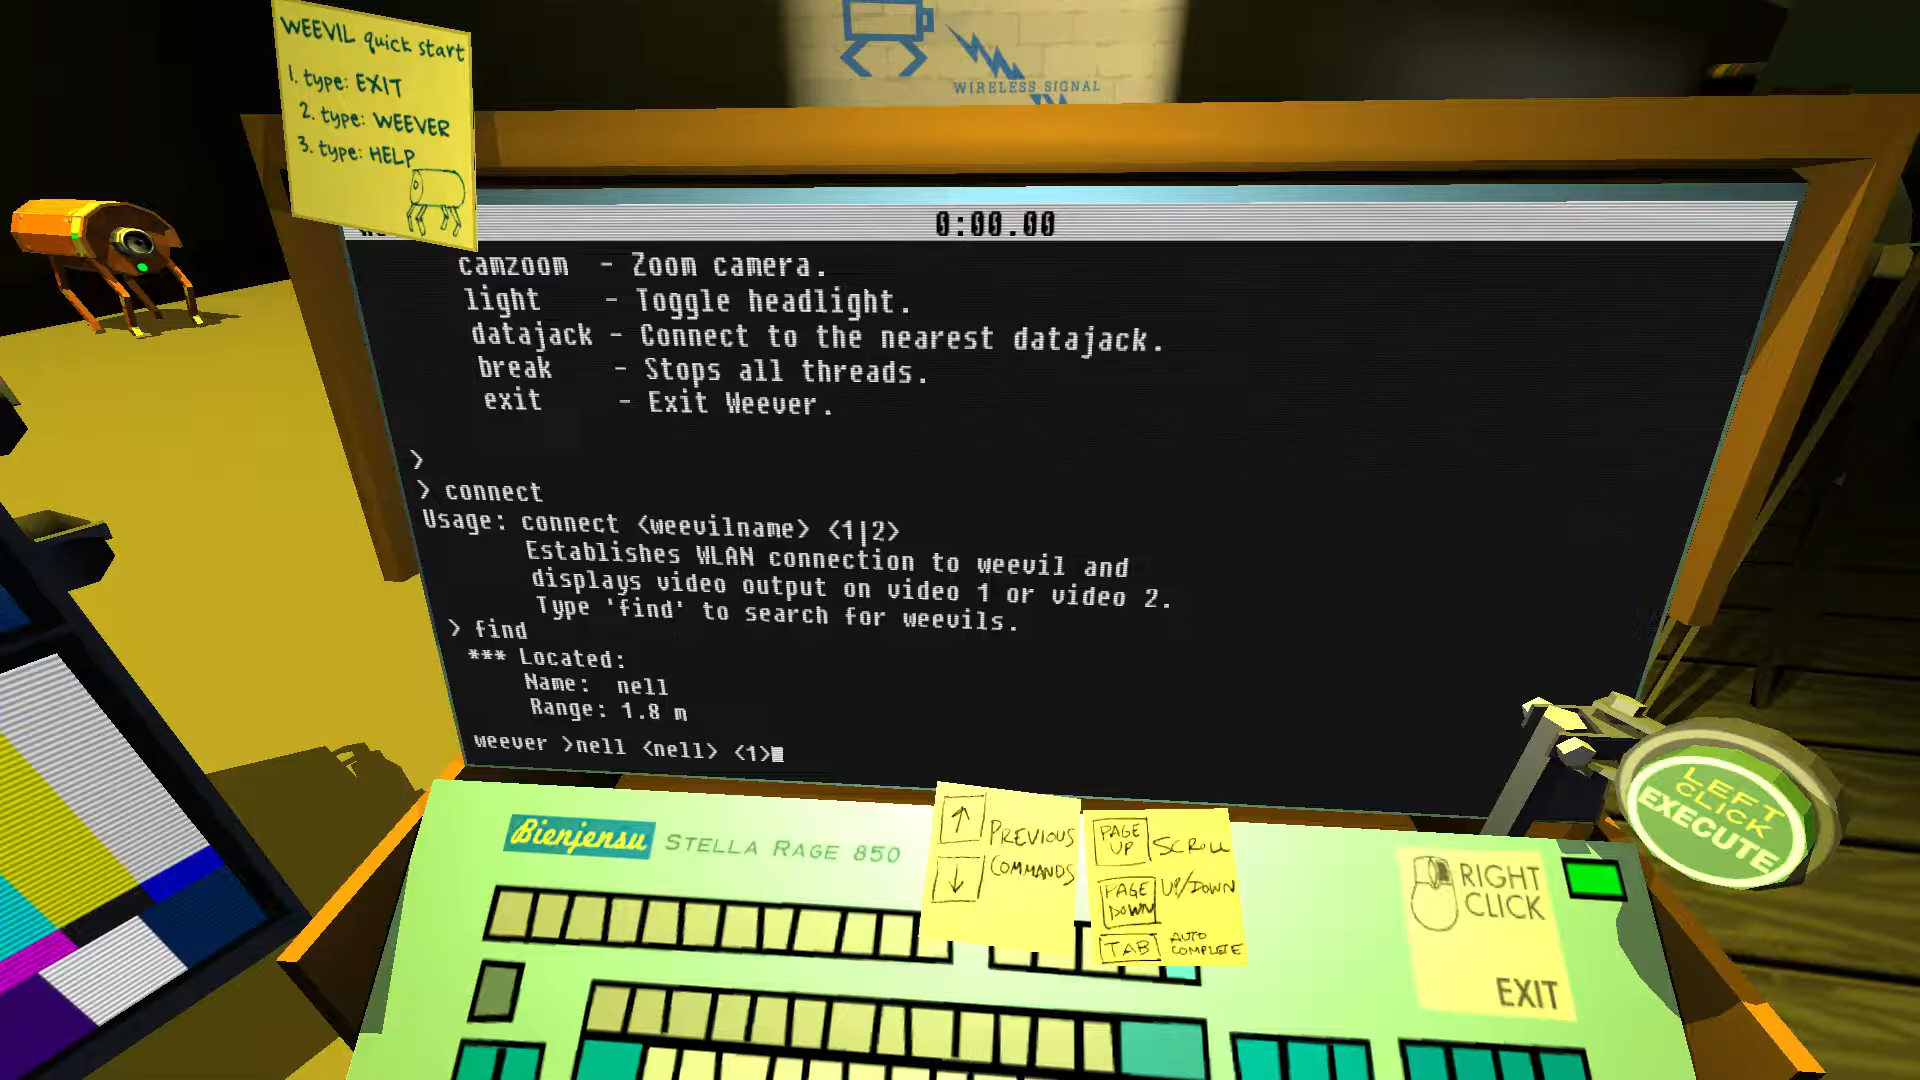 WEEVIL quick start
1. type: EXIT
2. type: WEEVER
3. type: HELP
WIRELESS SIGNAL
0:00.00
camzoom - Zoom camera.
light - Toggle headlight.
datajack - Connect to the nearest datajack.
break - Stops all threads.
exit - Exit Weever.
>
> connect
Usage: connect <weevilname> <1|2>
Establishes WLAN connection to weevil and
displays video output on video 1 or video 2.
Type 'find' to search for weevils.
> find
*** Located:
Name: nell
Range: 1.8 m
weever >nell <nell> <1>
LEFT
CLICK
EXECUTE
Bienjensu STELLA RAGE 850
↑ PREVIOUS
↓ COMMANDS
PAGE UP SCROLL
PAGE DOWN UP/DOWN
TAB AUTO COMPLETE
RIGHT
CLICK
EXIT